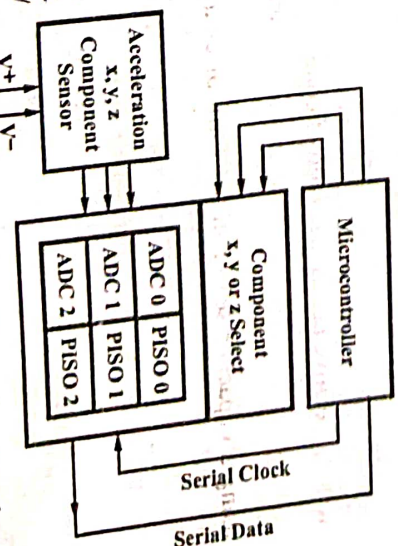 Microcontroller
Component
x, y or z Select
Acceleration
x, y, z
Component
Sensor
ADC 0 PISO 0
ADC 1 PISO 1
ADC 2 PISO 2
V+ V−
Serial Clock
Serial Data